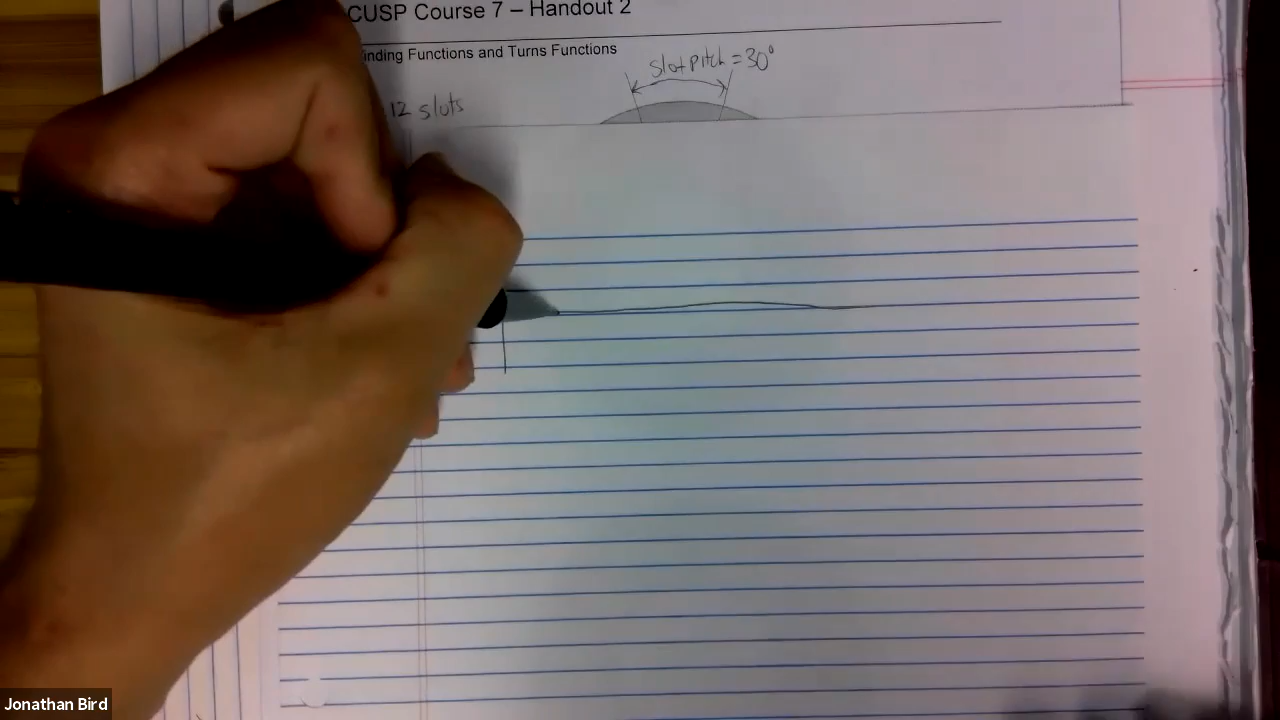 CUSP Course 7 – Handout 2
inding Functions and Turns Functions
slot pitch = 30°
12 slots
Jonathan Bird